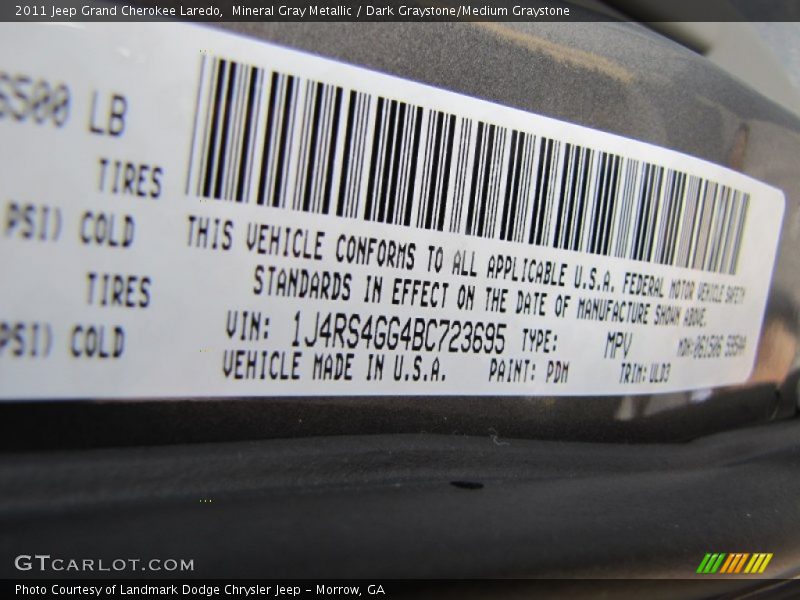 2011 Jeep Grand Cherokee Laredo, Mineral Gray Metallic / Dark Graystone/Medium Graystone
6500 LB
TIRES
PSI) COLD
TIRES
PSI) COLD
THIS VEHICLE CONFORMS TO ALL APPLICABLE U.S.A. FEDERAL MOTOR VEHICLE SAFETY
STANDARDS IN EFFECT ON THE DATE OF MANUFACTURE SHOWN ABOVE.
VIN: 1J4RS4GG4BC723695 TYPE: MPV
VEHICLE MADE IN U.S.A. PAINT: PDM TRIM: ULD3
GTCARLOT.COM
Photo Courtesy of Landmark Dodge Chrysler Jeep - Morrow, GA